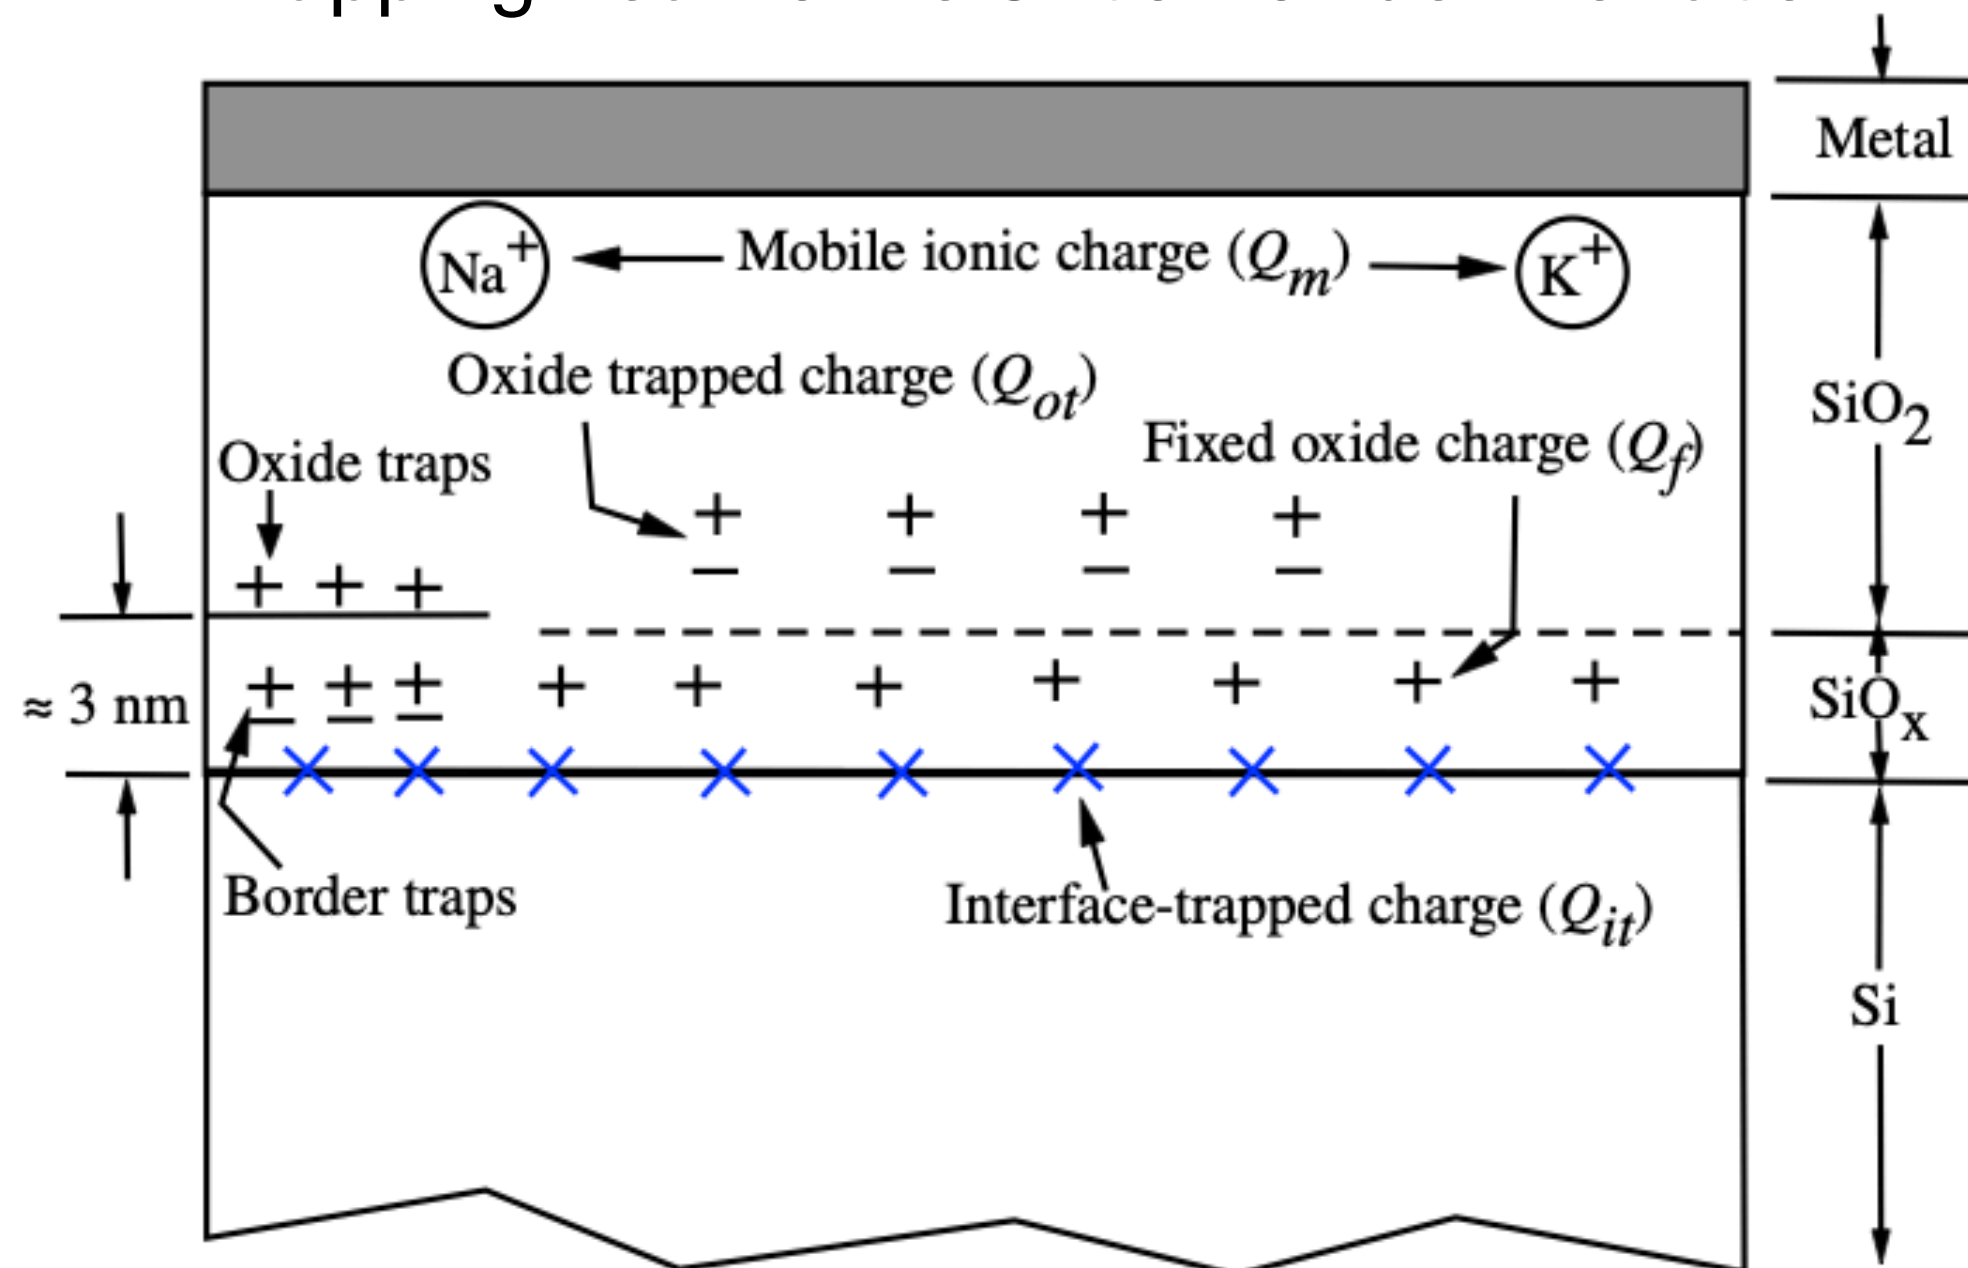 Metal
Na+ Mobile ionic charge (Qm) K+
Oxide trapped charge (Qot)
SiO2
Fixed oxide charge (Qf)
Oxide traps
+ + + +
− − − −
+ + +
≈ 3 nm
± ± ± + + + + + + +
SiOx
Border traps
Interface-trapped charge (Qit)
Si